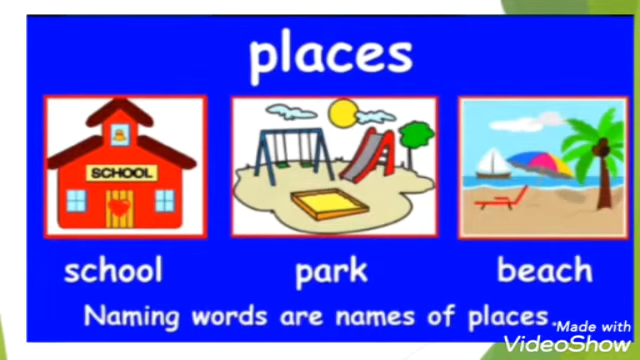 places
SCHOOL
school park beach
Naming words are names of places.
Made with
VideoShow